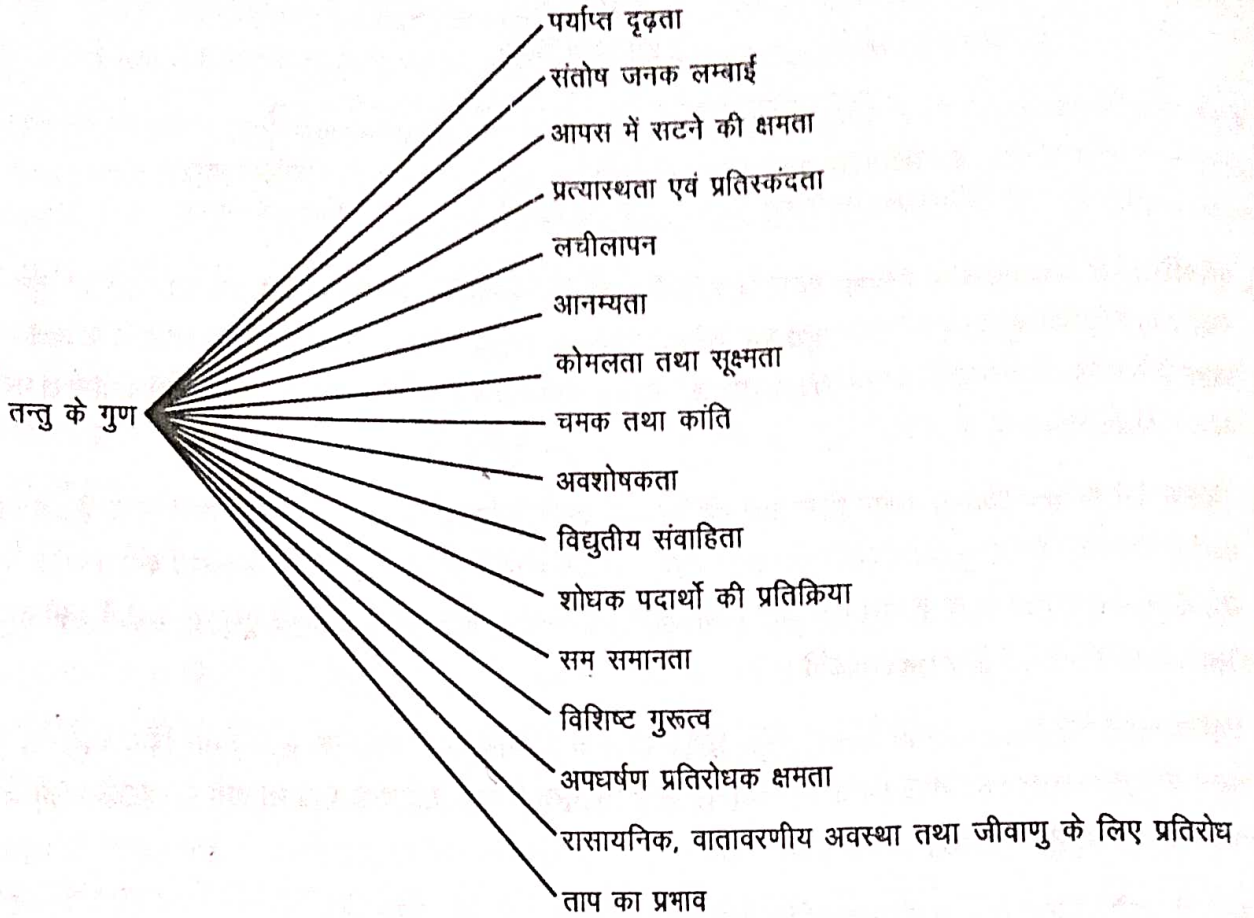 पर्याप्त दृढ़ता
संतोष जनक लम्बाई
आपस में सटने की क्षमता
प्रत्यास्थता एवं प्रतिस्कंदता
लचीलापन
आनम्यता
कोमलता तथा सूक्ष्मता
तन्तु के गुण
चमक तथा कांति
अवशोषकता
विद्युतीय संवाहिता
शोधक पदार्थो की प्रतिक्रिया
सम समानता
विशिष्ट गुरूत्व
अपघर्षण प्रतिरोधक क्षमता
रासायनिक, वातावरणीय अवस्था तथा जीवाणु के लिए प्रतिरोध
ताप का प्रभाव